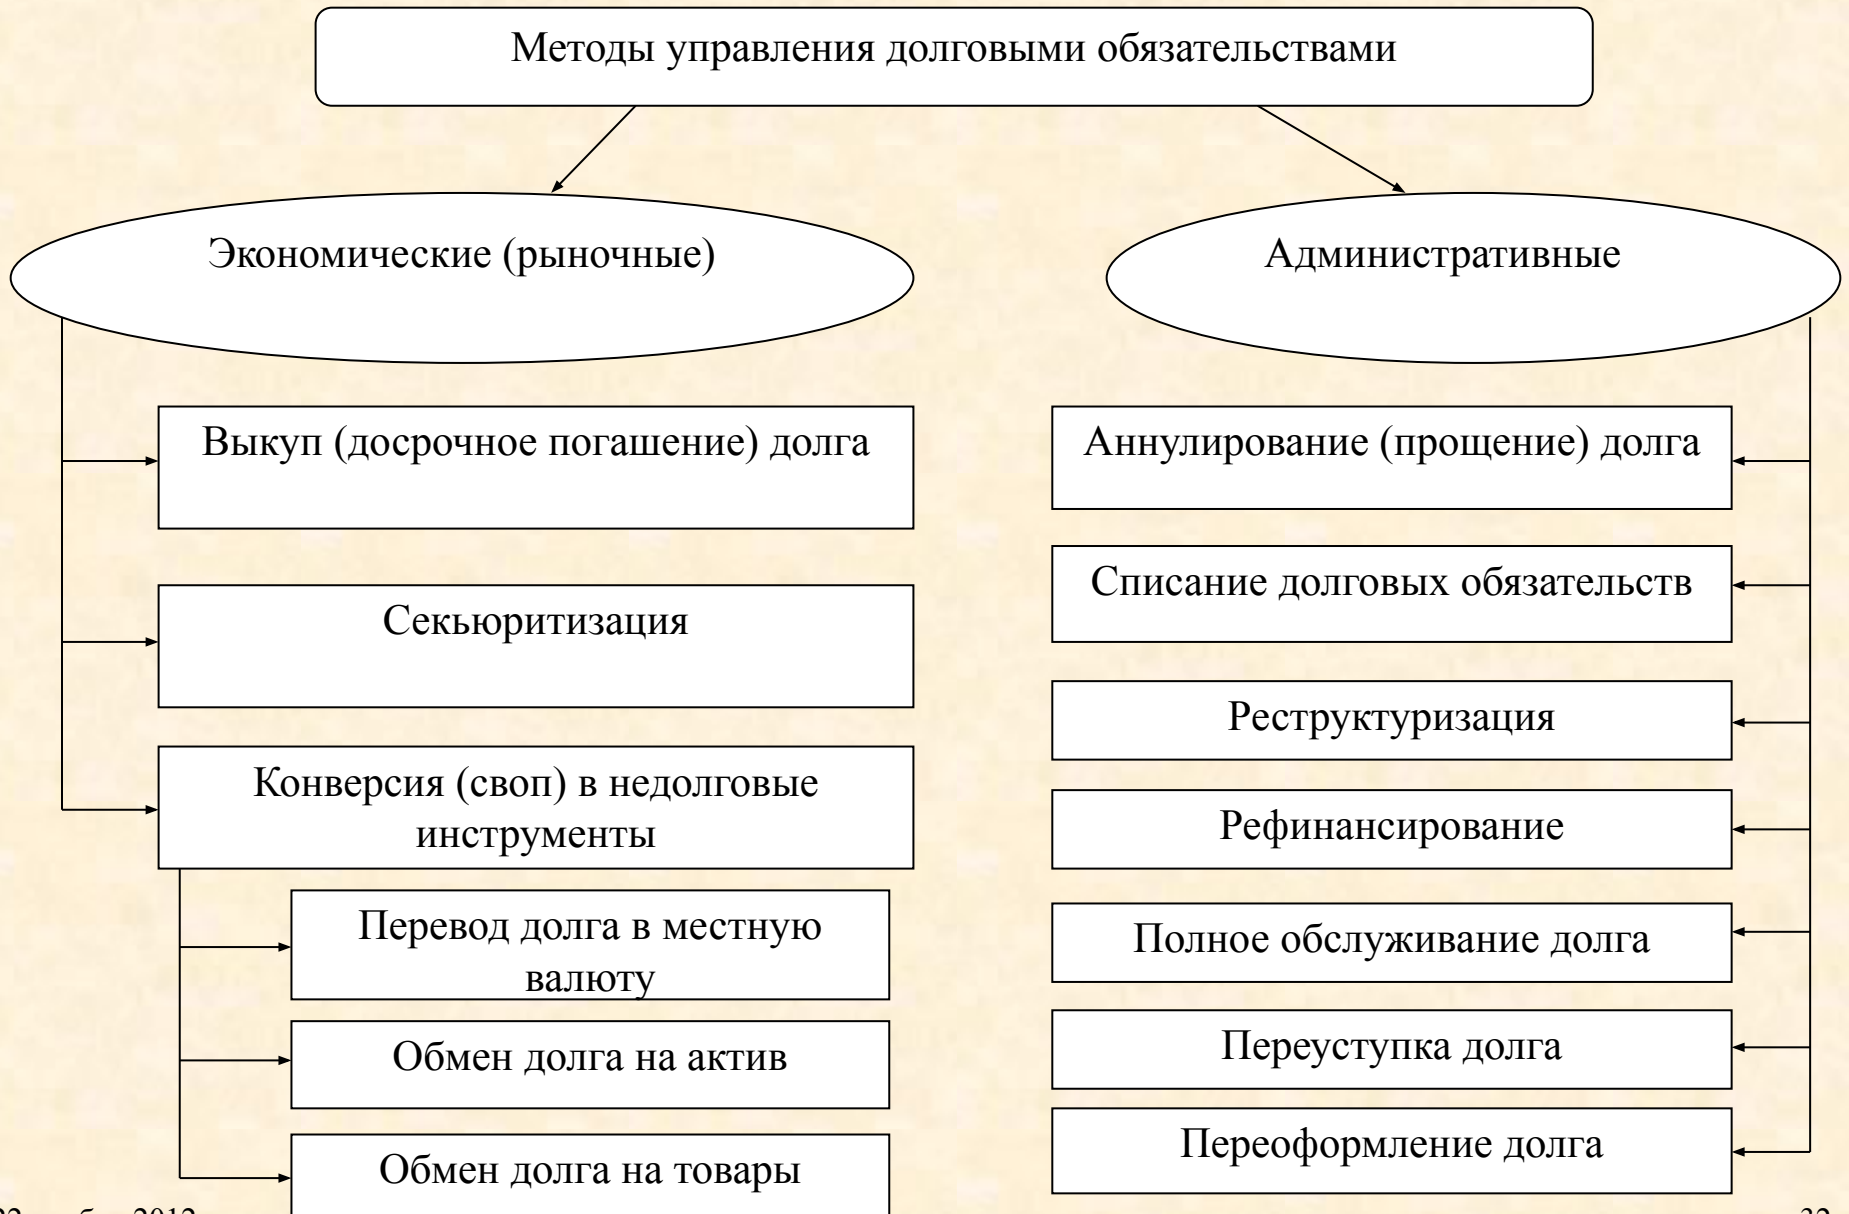 Методы управления долговыми обязательствами
Экономические (рыночные)
Административные
Выкуп (досрочное погашение) долга
Секьюритизация
Конверсия (своп) в недолговые
инструменты
Перевод долга в местную
валюту
Обмен долга на актив
Обмен долга на товары
Аннулирование (прощение) долга
Списание долговых обязательств
Реструктуризация
Рефинансирование
Полное обслуживание долга
Переуступка долга
Переоформление долга
2012
32